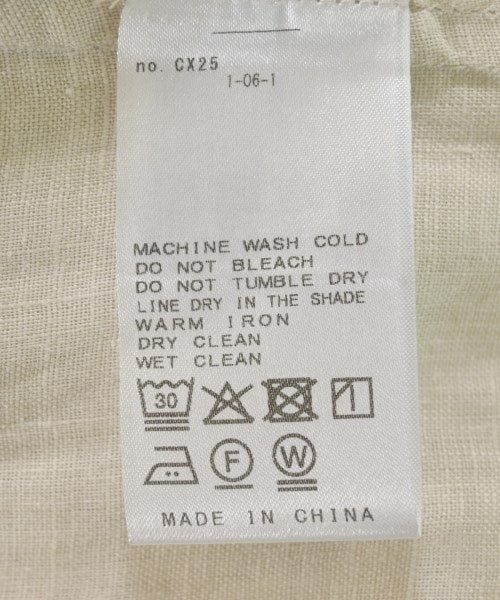 no. CX25
1-06-1
MACHINE WASH COLD
DO NOT BLEACH
DO NOT TUMBLE DRY
LINE DRY IN THE SHADE
WARM IRON
DRY CLEAN
WET CLEAN
30
F W
MADE IN CHINA